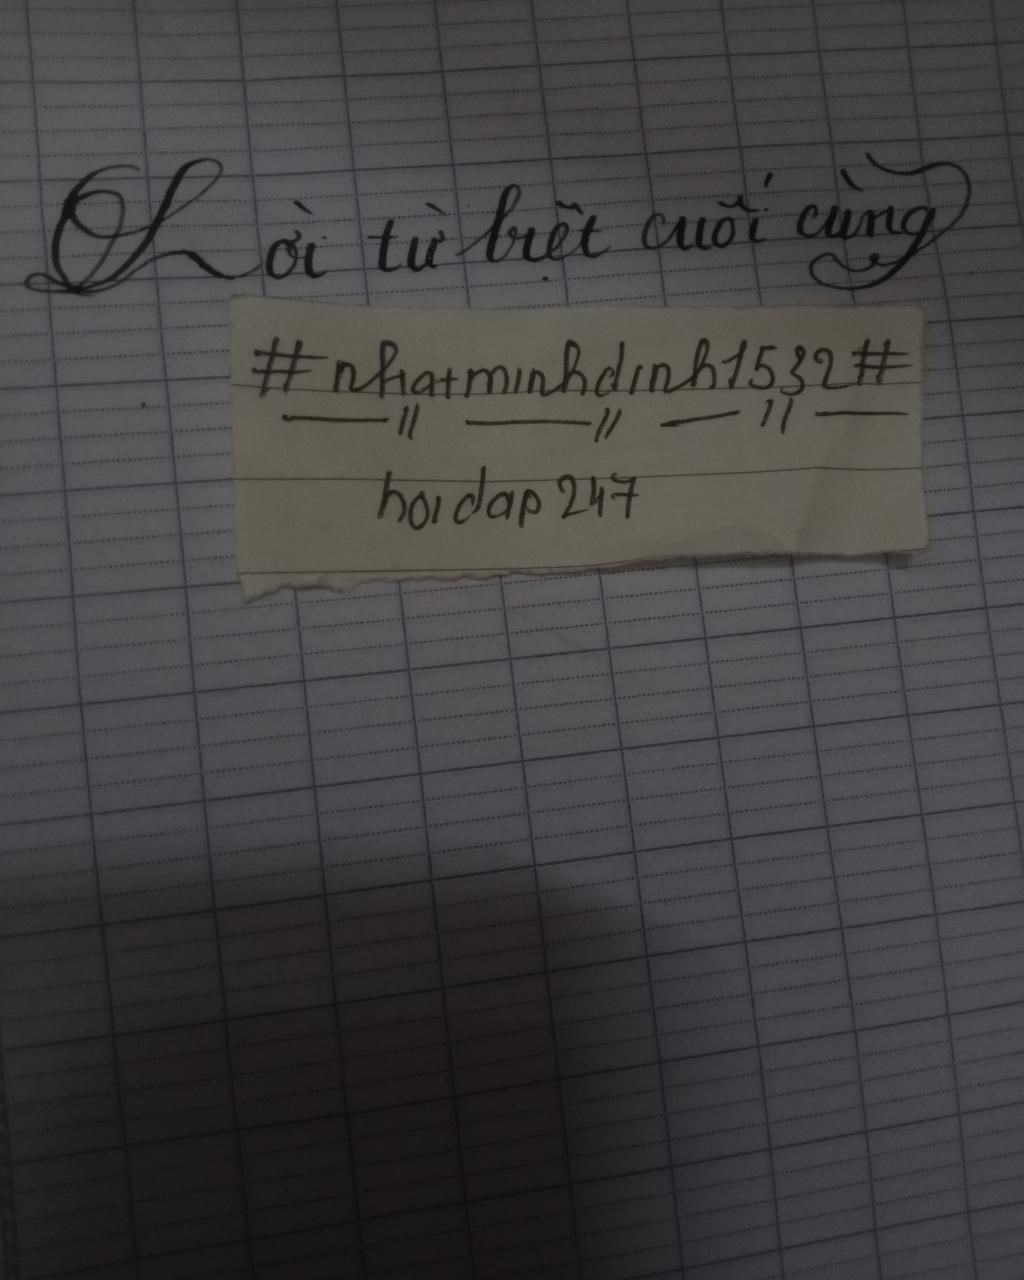 Lời từ biệt cuối cùng
#nhatminhdinh1532#
hoidap247